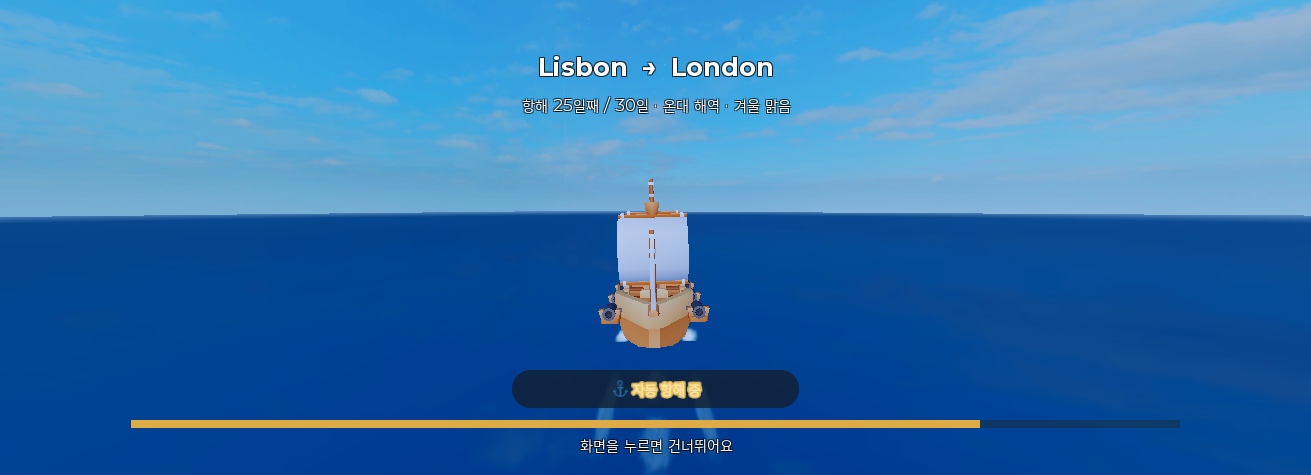 Lisbon → London
항해 25일째 / 30일 · 온대 해역 · 겨울 맑음
⚓ 자동 항해 중
화면을 누르면 건너뛰어요